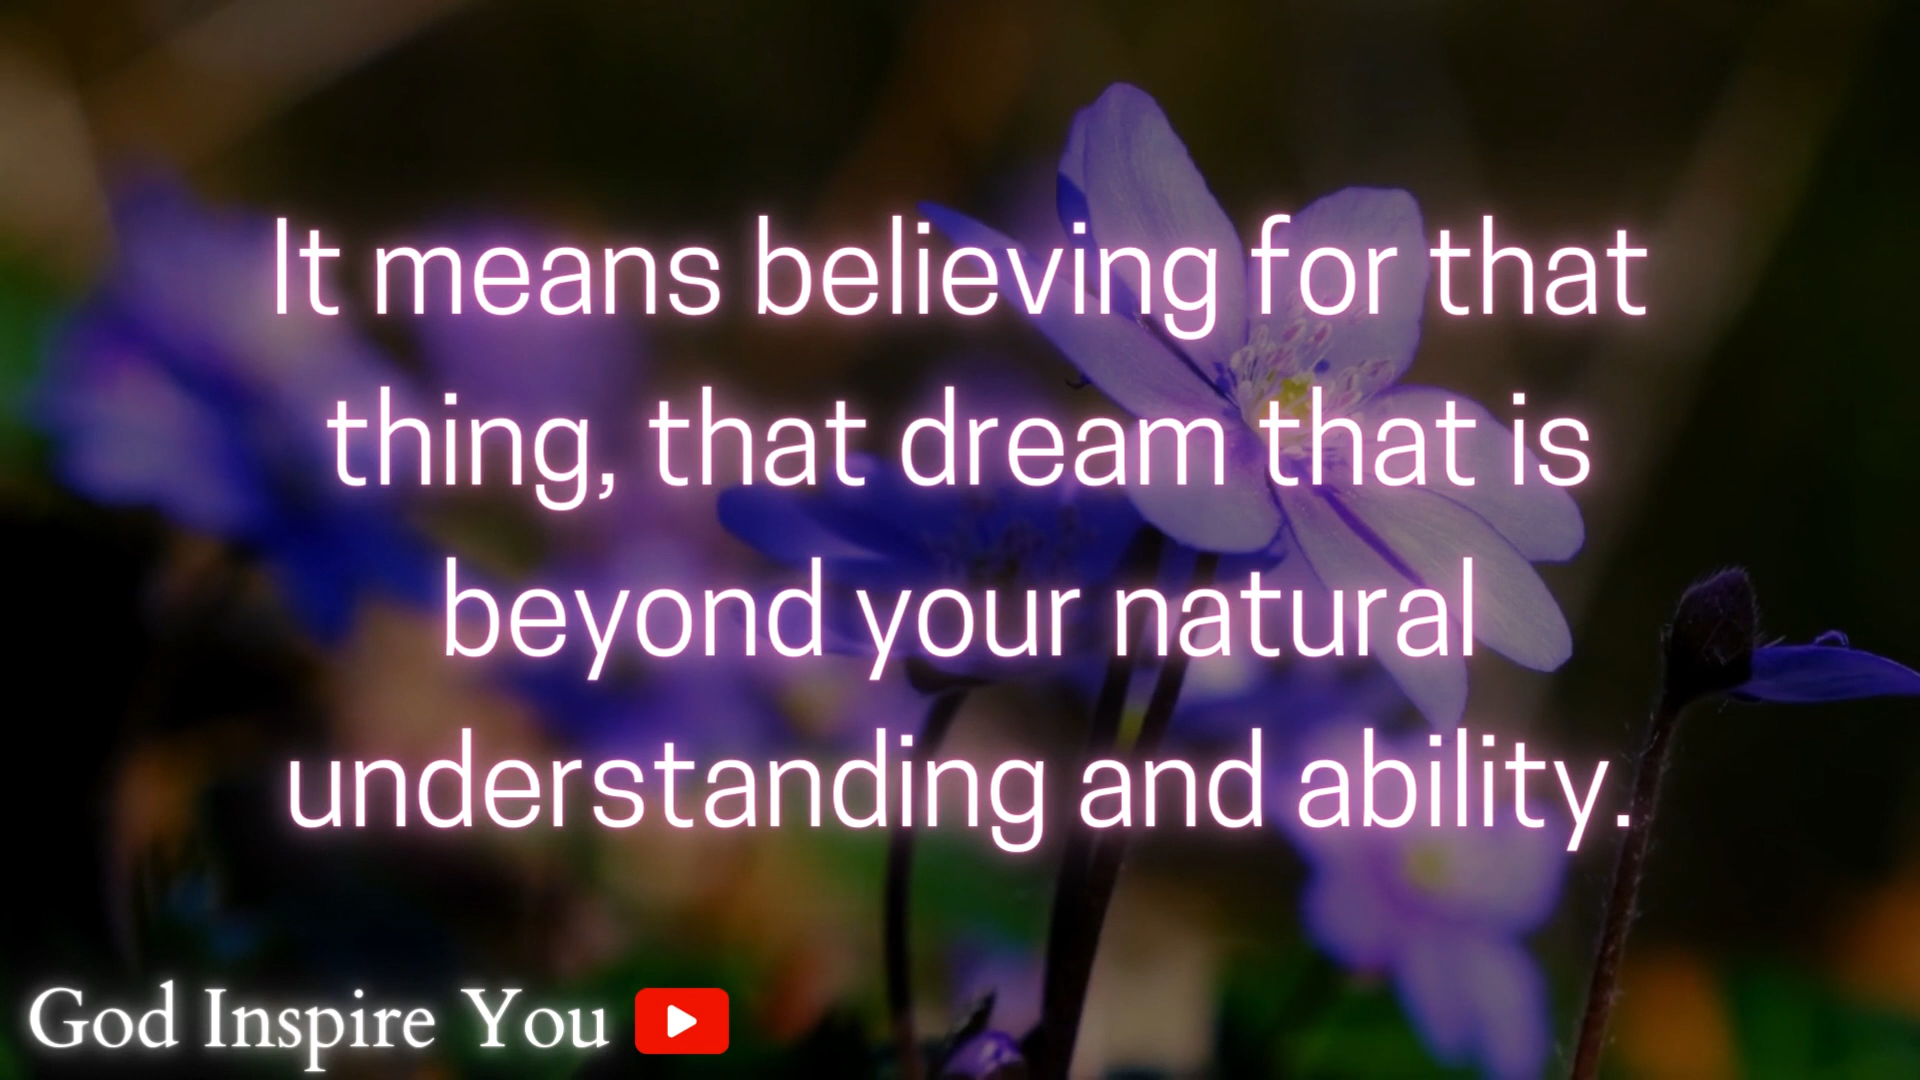 It means believing for that
thing, that dream that is
beyond your natural
understanding and ability.
God Inspire You